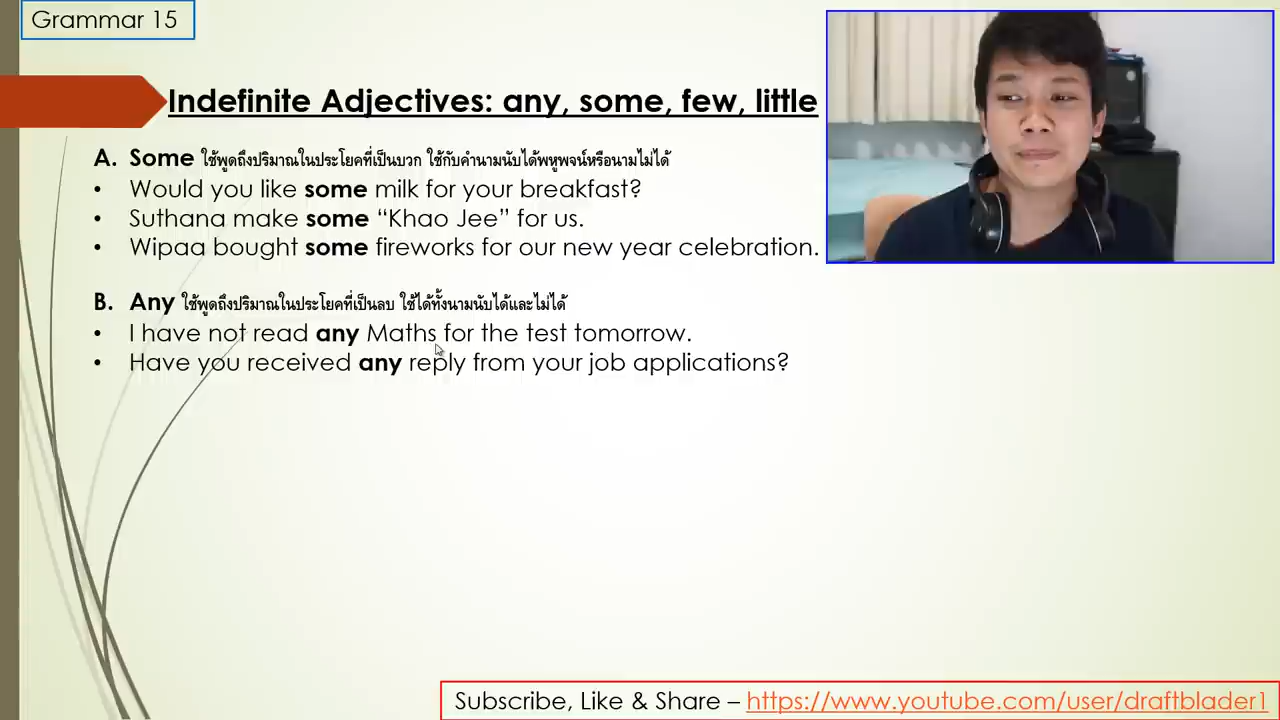 Grammar 15
Indefinite Adjectives: any, some, few, little
A. Some ใช้พูดถึงปริมาณในประโยคที่เป็นบวก ใช้กับคำนามนับได้พหูพจน์หรือนามไม่ได้
• Would you like some milk for your breakfast?
• Suthana make some “Khao Jee” for us.
• Wipaa bought some fireworks for our new year celebration.
B. Any ใช้พูดถึงปริมาณในประโยคที่เป็นลบ ใช้ได้ทั้งนามนับได้และไม่ได้
• I have not read any Maths for the test tomorrow.
• Have you received any reply from your job applications?
Subscribe, Like & Share – https://www.youtube.com/user/draftblader1